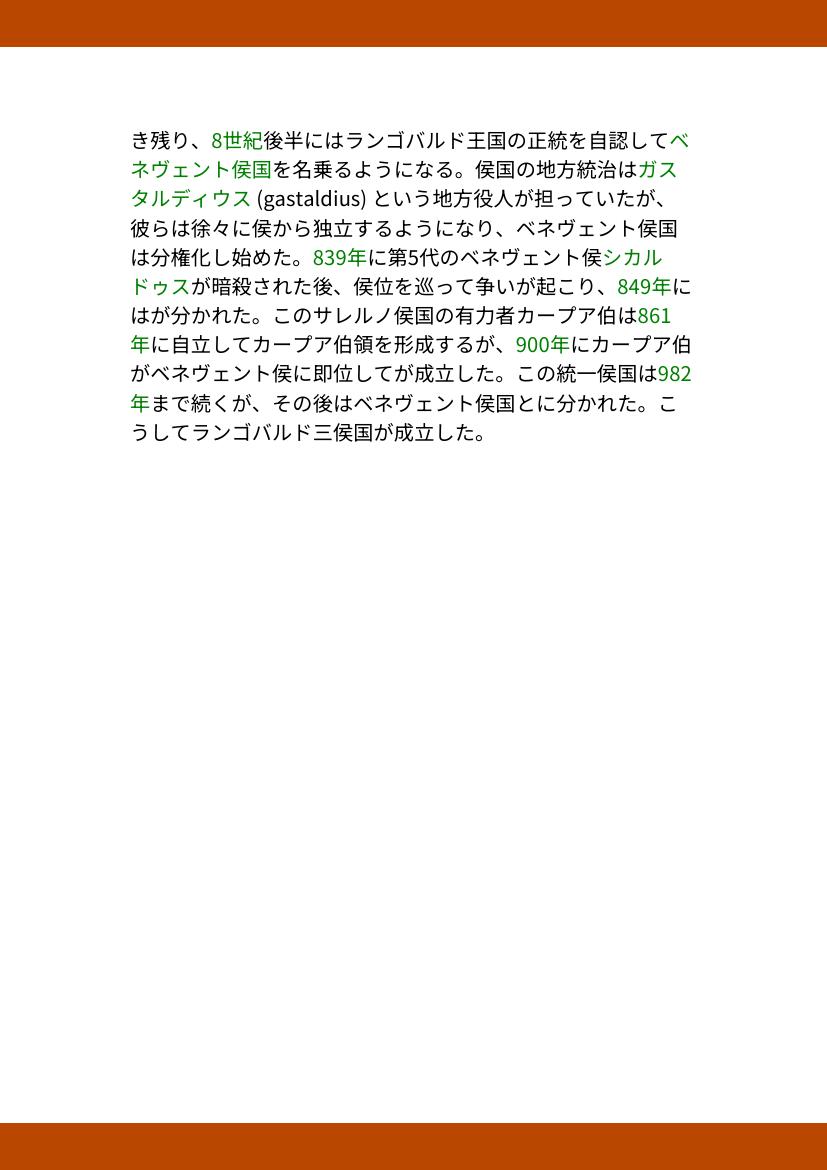 き残り、8世紀後半にはランゴバルド王国の正統を自認してベ
ネヴェント侯国を名乗るようになる。侯国の地方統治はガス
タルディウス (gastaldius) という地方役人が担っていたが、
彼らは徐々に侯から独立するようになり、ベネヴェント侯国
は分権化し始めた。839年に第5代のベネヴェント侯シカル
ドゥスが暗殺された後、侯位を巡って争いが起こり、849年に
はが分かれた。このサレルノ侯国の有力者カープア伯は861
年に自立してカープア伯領を形成するが、900年にカープア伯
がベネヴェント侯に即位してが成立した。この統一侯国は982
年まで続くが、その後はベネヴェント侯国とに分かれた。こ
うしてランゴバルド三侯国が成立した。